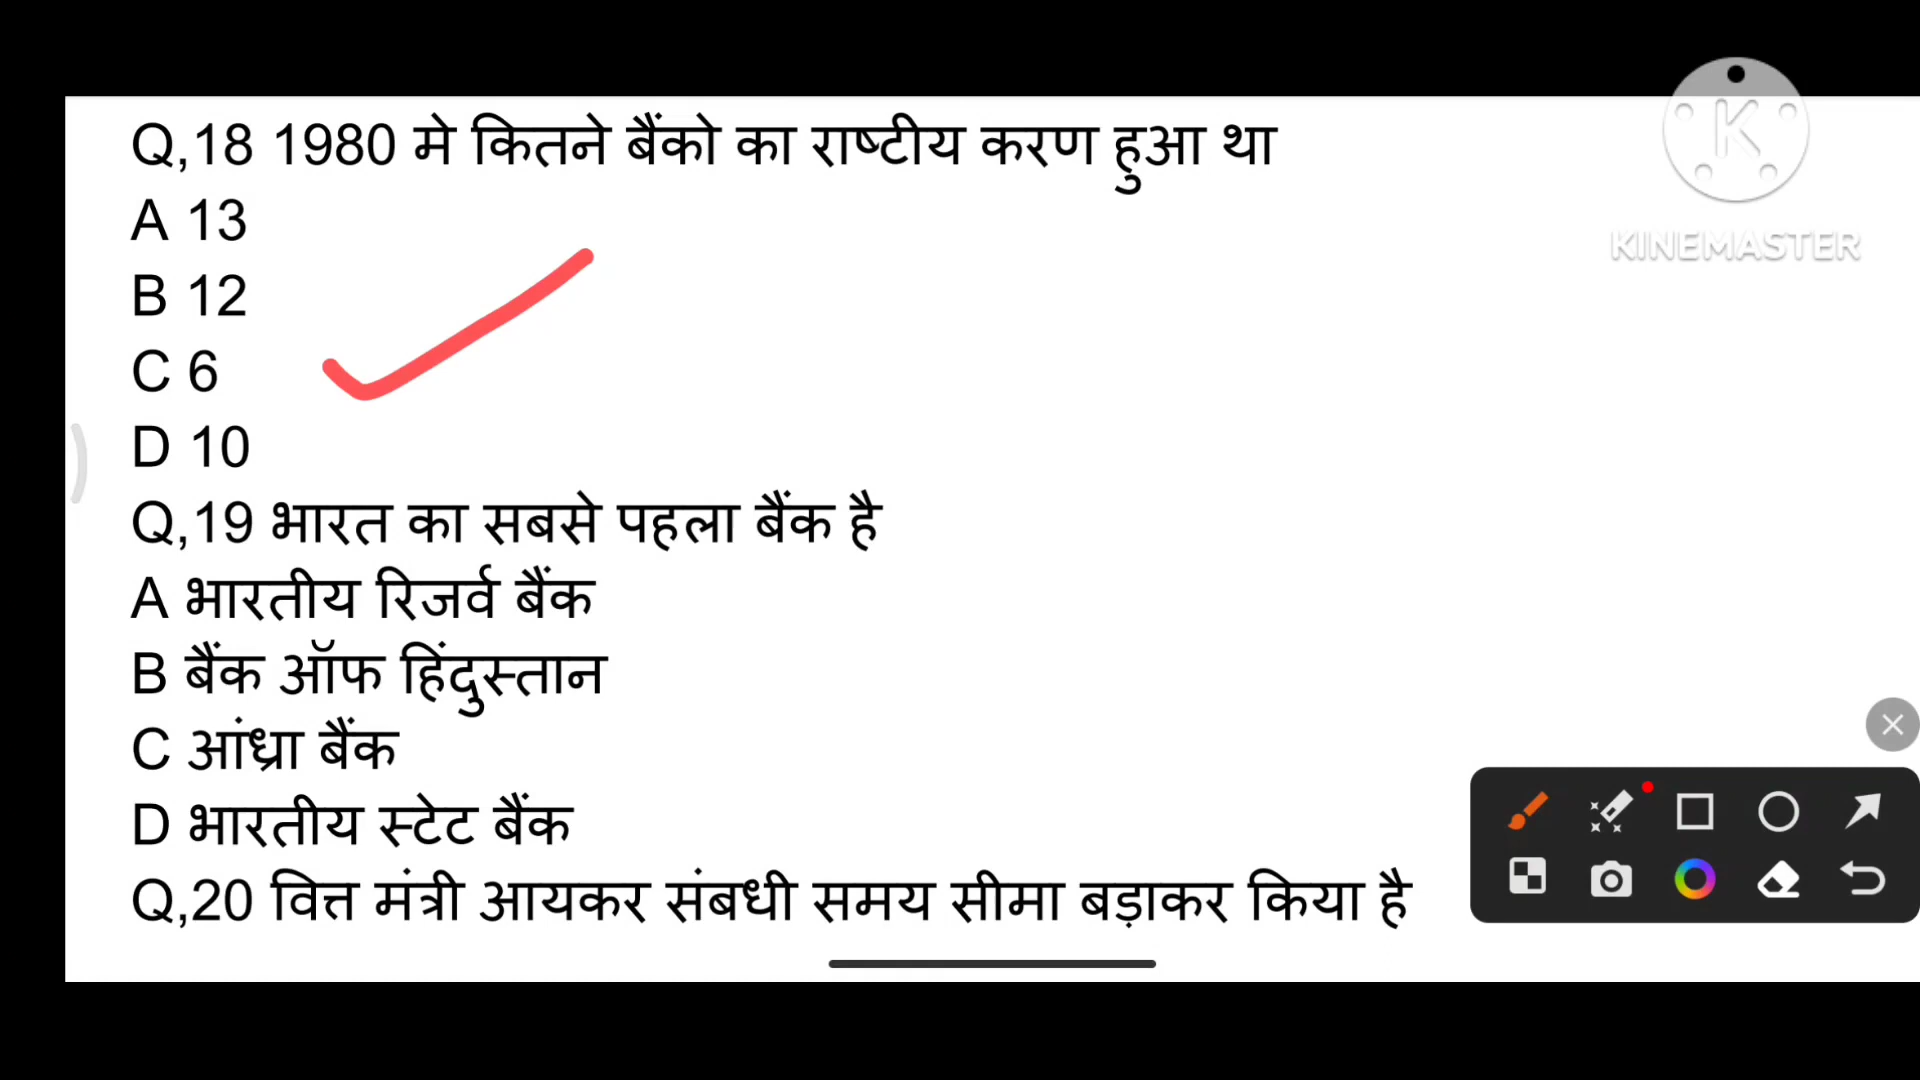 Q,18 1980 मे कितने बैंको का राष्टीय करण हुआ था
A 13
B 12
C 6
D 10
Q,19 भारत का सबसे पहला बैंक है
A भारतीय रिजर्व बैंक
B बैंक ऑफ हिंदुस्तान
C आंध्रा बैंक
D भारतीय स्टेट बैंक
Q,20 वित्त मंत्री आयकर संबधी समय सीमा बड़ाकर किया है
K
KINEMASTER